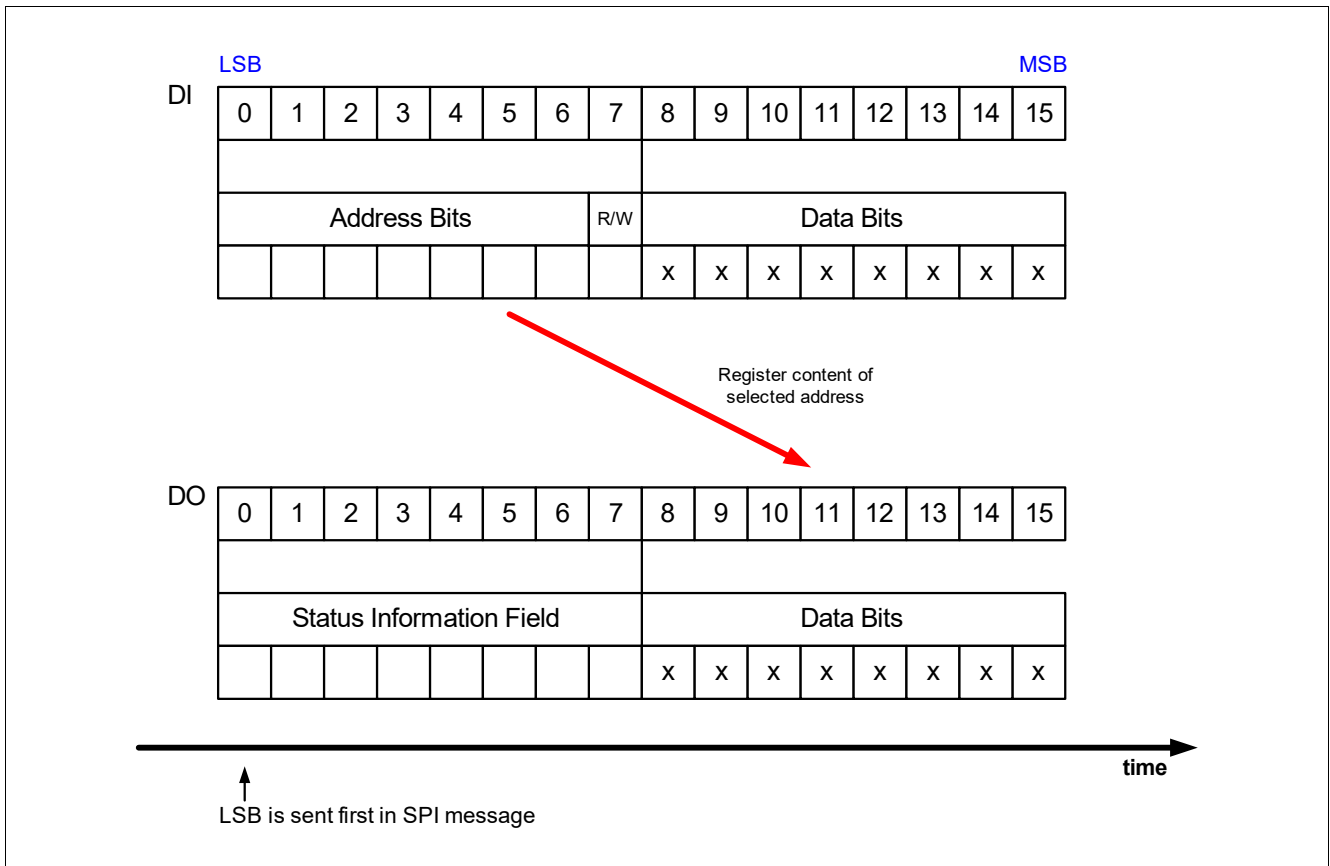 LSB MSB
DI
0 1 2 3 4 5 6 7 8 9 10 11 12 13 14 15
Address Bits R/W Data Bits
x x x x x x x x
Register content of
selected address
DO
0 1 2 3 4 5 6 7 8 9 10 11 12 13 14 15
Status Information Field Data Bits
x x x x x x x x
time
LSB is sent first in SPI message